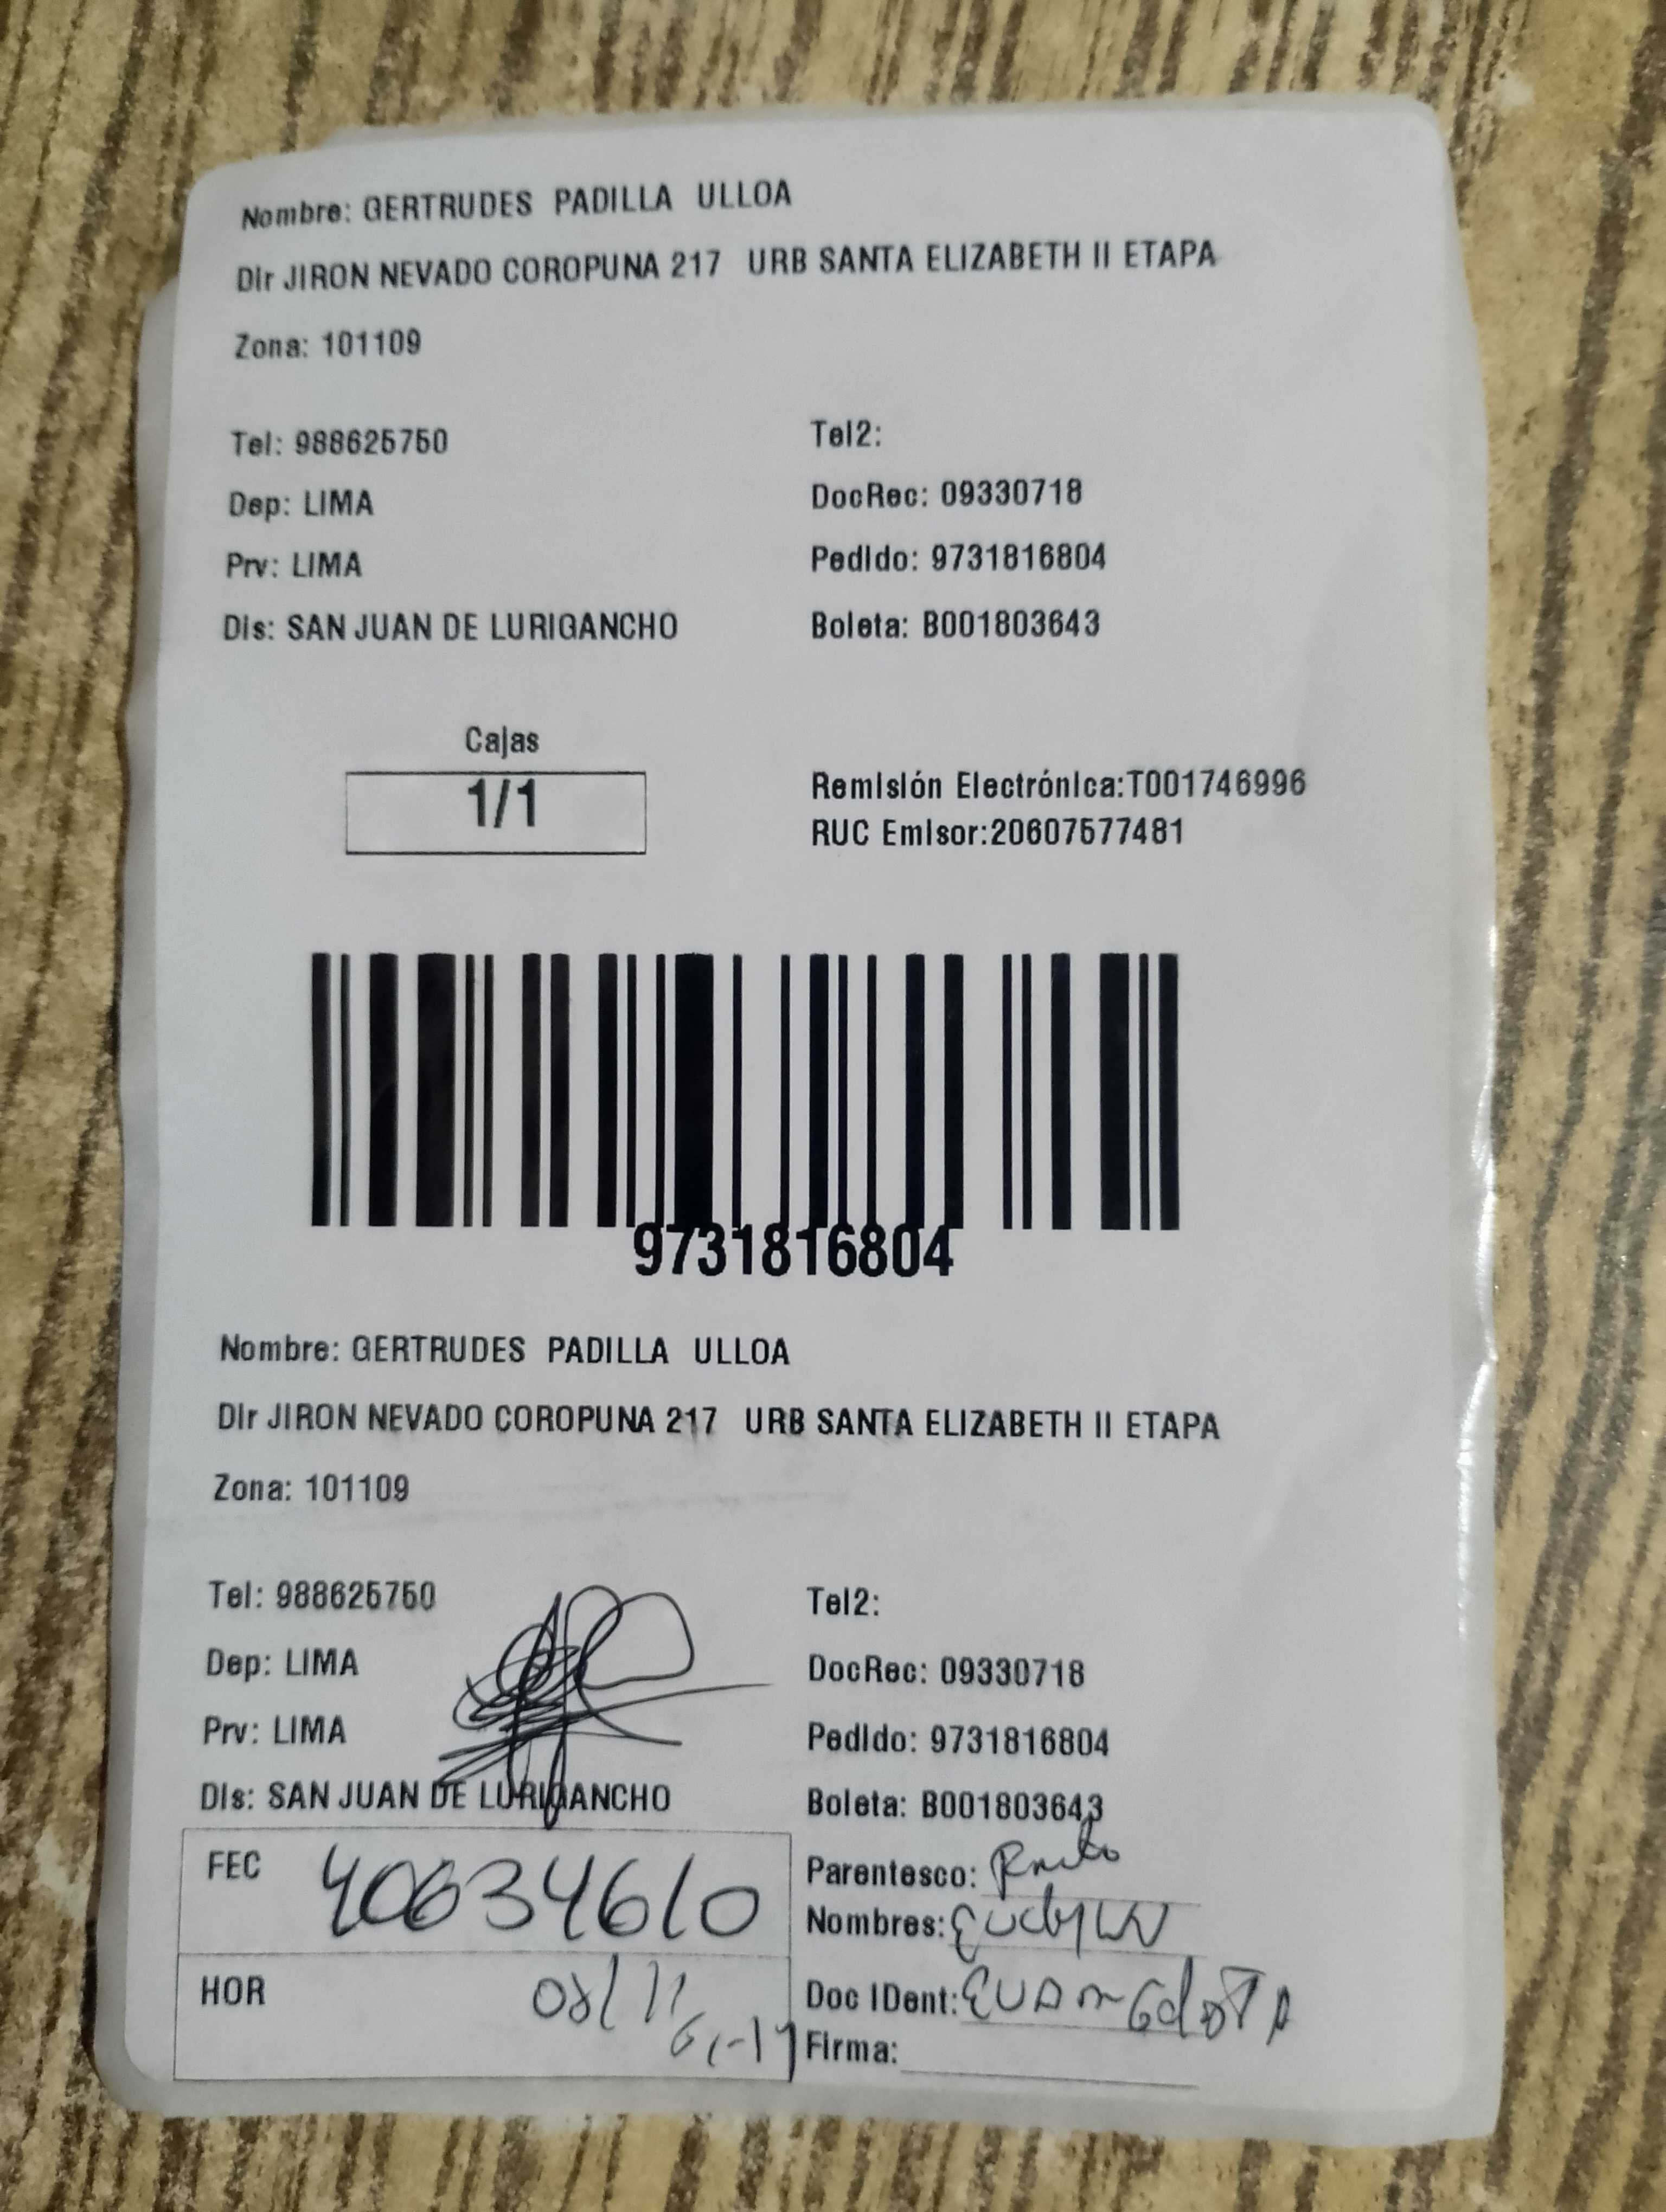 Nombre: GERTRUDES PADILLA ULLOA
Dir JIRON NEVADO COROPUNA 217 URB SANTA ELIZABETH II ETAPA
Zona: 101109
Tel: 988625750
Tel2:
Dep: LIMA
DocRec: 09330718
Prv: LIMA
Pedido: 9731816804
Dis: SAN JUAN DE LURIGANCHO
Boleta: B001803643
Cajas
1/1
Remisión Electrónica:T001746996
RUC Emisor:20607577481
9731816804
Nombre: GERTRUDES PADILLA ULLOA
Dir JIRON NEVADO COROPUNA 217 URB SANTA ELIZABETH II ETAPA
Zona: 101109
Tel: 988625750
Tel2:
Dep: LIMA
DocRec: 09330718
Prv: LIMA
Pedido: 9731816804
Dis: SAN JUAN DE LURIGANCHO
Boleta: B001803643
FEC 40634610
Parentesco:
Nombres:
HOR 08/11
Doc IDent:
Firma: